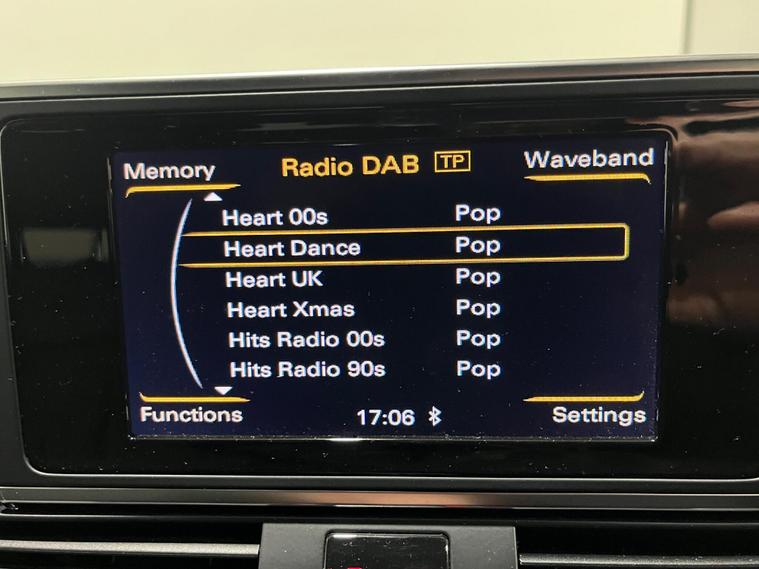 Memory Radio DAB TP Waveband
Heart 00s Pop
Heart Dance Pop
Heart UK Pop
Heart Xmas Pop
Hits Radio 00s Pop
Hits Radio 90s Pop
Functions 17:06 Settings